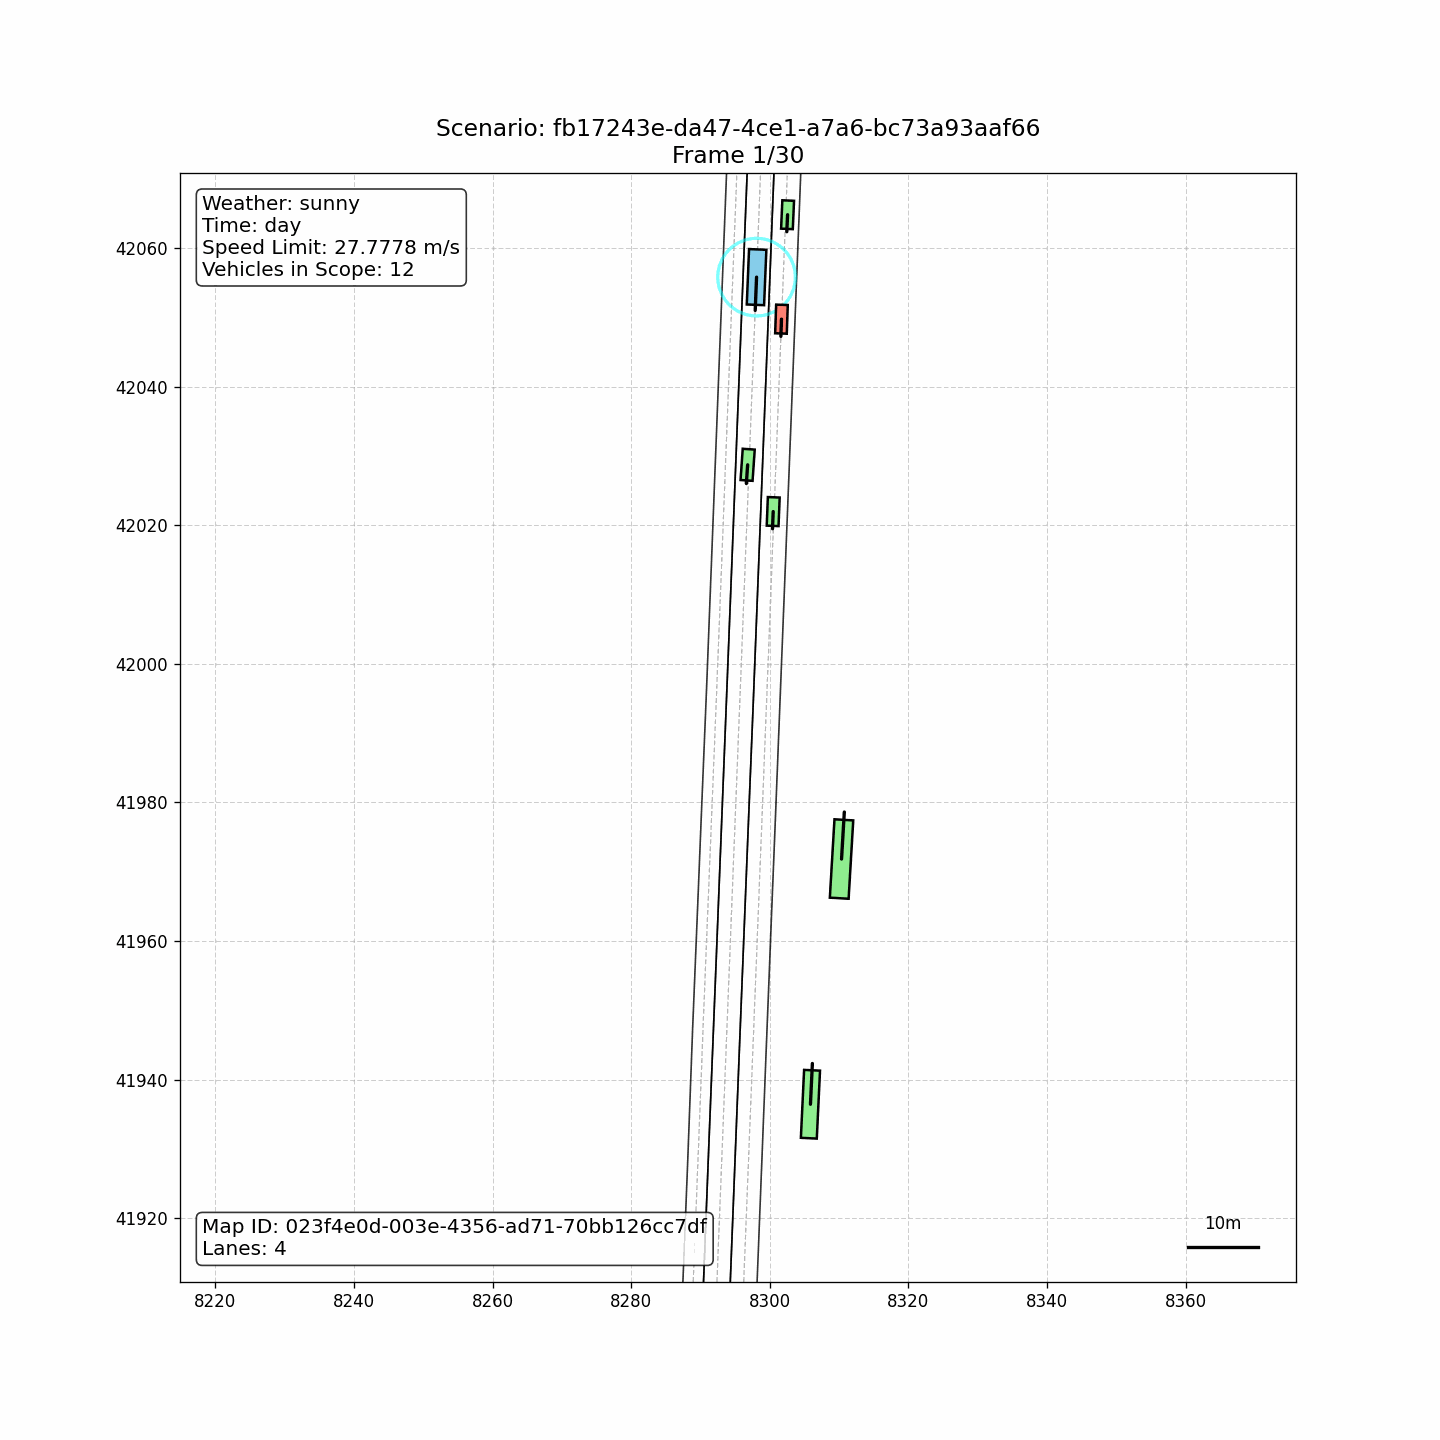 Scenario: fb17243e-da47-4ce1-a7a6-bc73a93aaf66
Frame 1/30
Weather: sunny
Time: day
Speed Limit: 27.7778 m/s
Vehicles in Scope: 12
42060
42040
42020
42000
41980
41960
41940
41920
Map ID: 023f4e0d-003e-4356-ad71-70bb126cc7df
Lanes: 4
10m
8220 8240 8260 8280 8300 8320 8340 8360